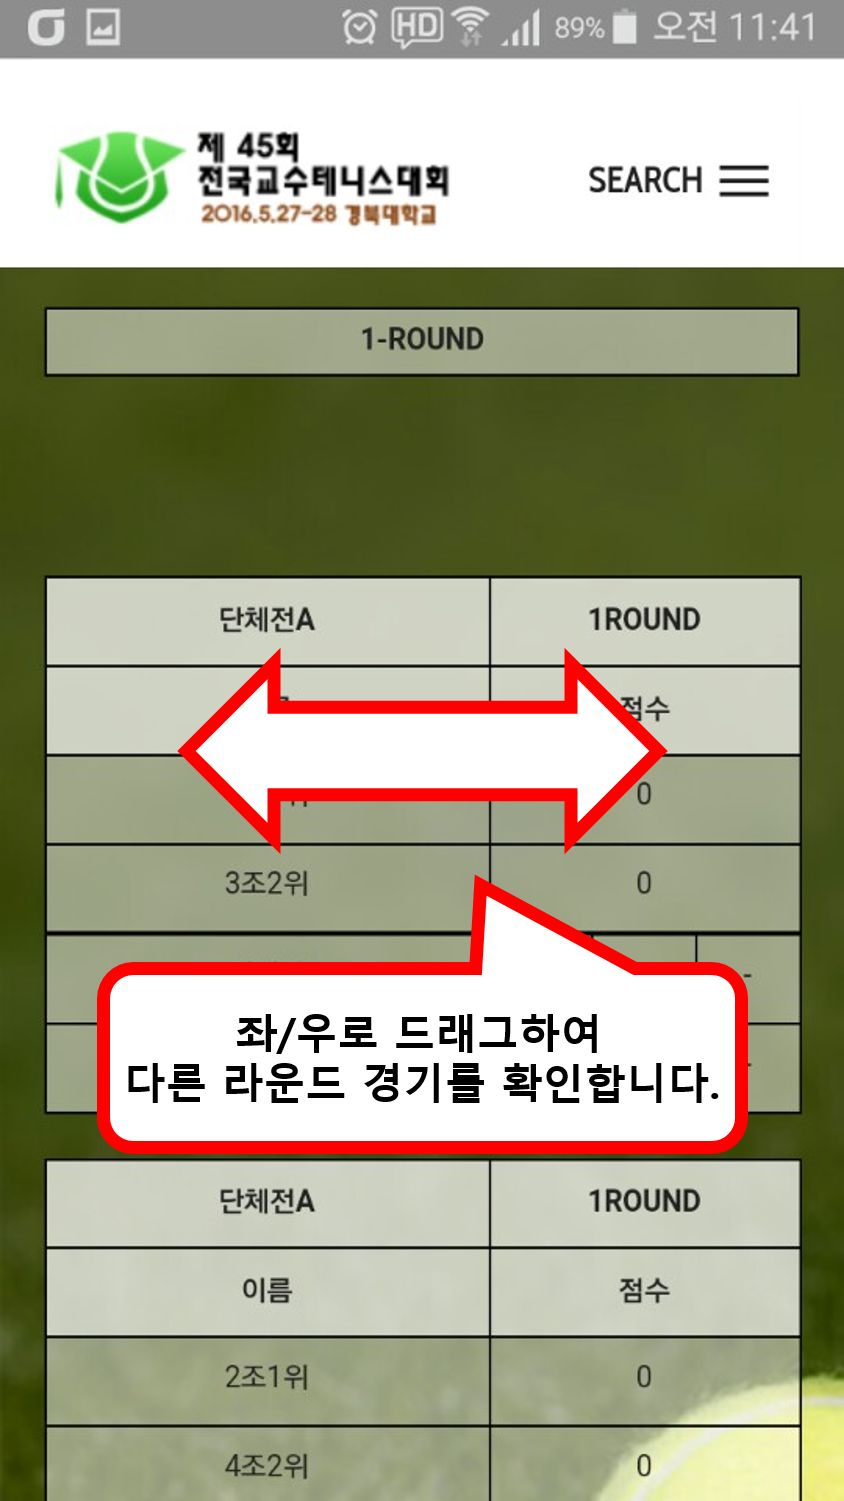 HD 89% 오전 11:41
제 45회
전국교수테니스대회
2016.5.27-28 경북대학교
SEARCH
1-ROUND
단체전A 1ROUND
점수
위 0
3조2위 0
-
-
좌/우로 드래그하여
다른 라운드 경기를 확인합니다.
단체전A 1ROUND
이름 점수
2조1위 0
4조2위 0